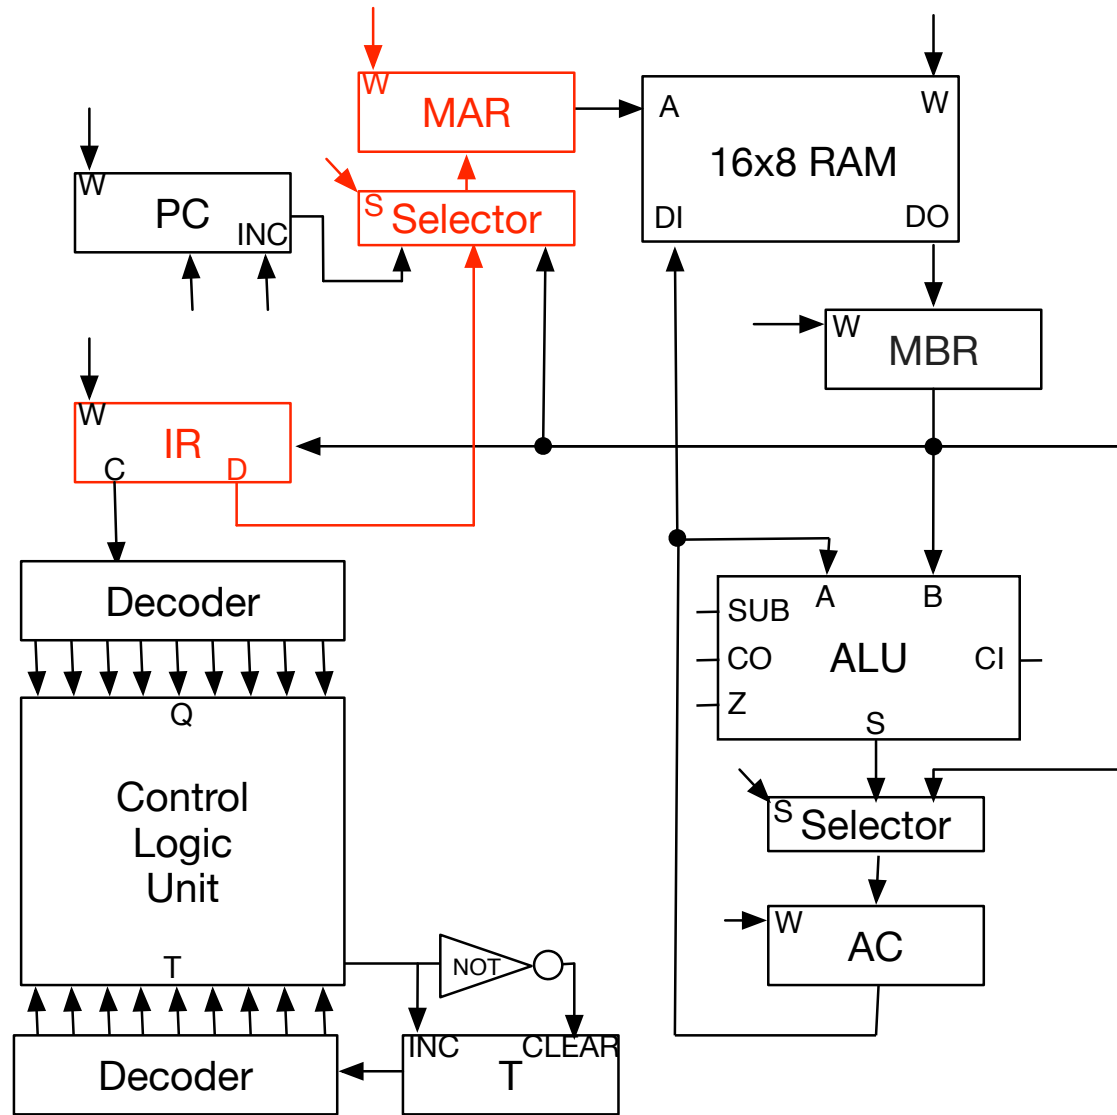 W
MAR
A
W
16x8 RAM
DI
DO
W
PC
INC
S
Selector
W
MBR
W
IR
C
D
Decoder
A
B
SUB
CO
ALU
CI
Z
S
Q
Control
Logic
Unit
T
S
Selector
W
AC
NOT
INC
CLEAR
T
Decoder